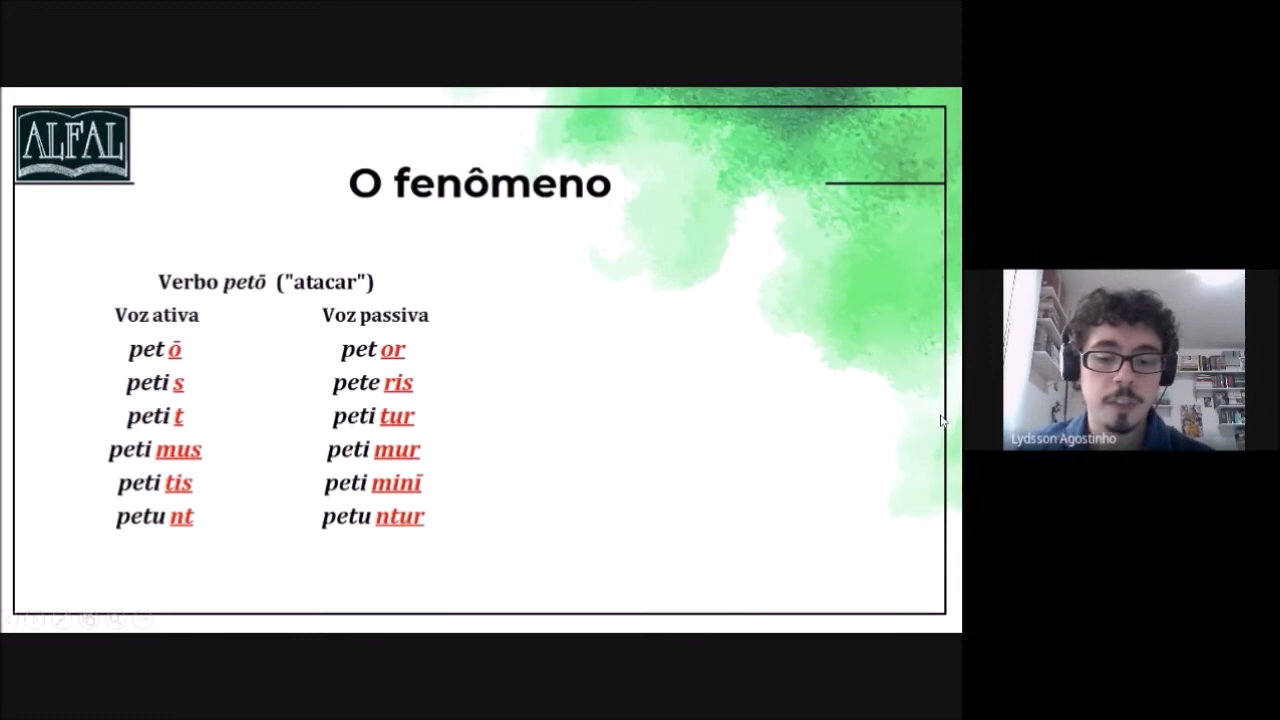 ALFAL
O fenômeno
Verbo petō ("atacar")
Voz ativa Voz passiva
pet ō pet or
peti s pete ris
peti t peti tur
peti mus peti mur
peti tis peti minī
petu nt petu ntur
Lydsson Agostinho